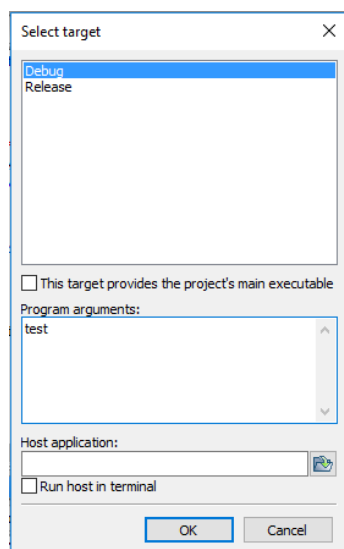 Select target
Debug
Release
This target provides the project's main executable
Program arguments:
test
Host application:
Run host in terminal
OK
Cancel